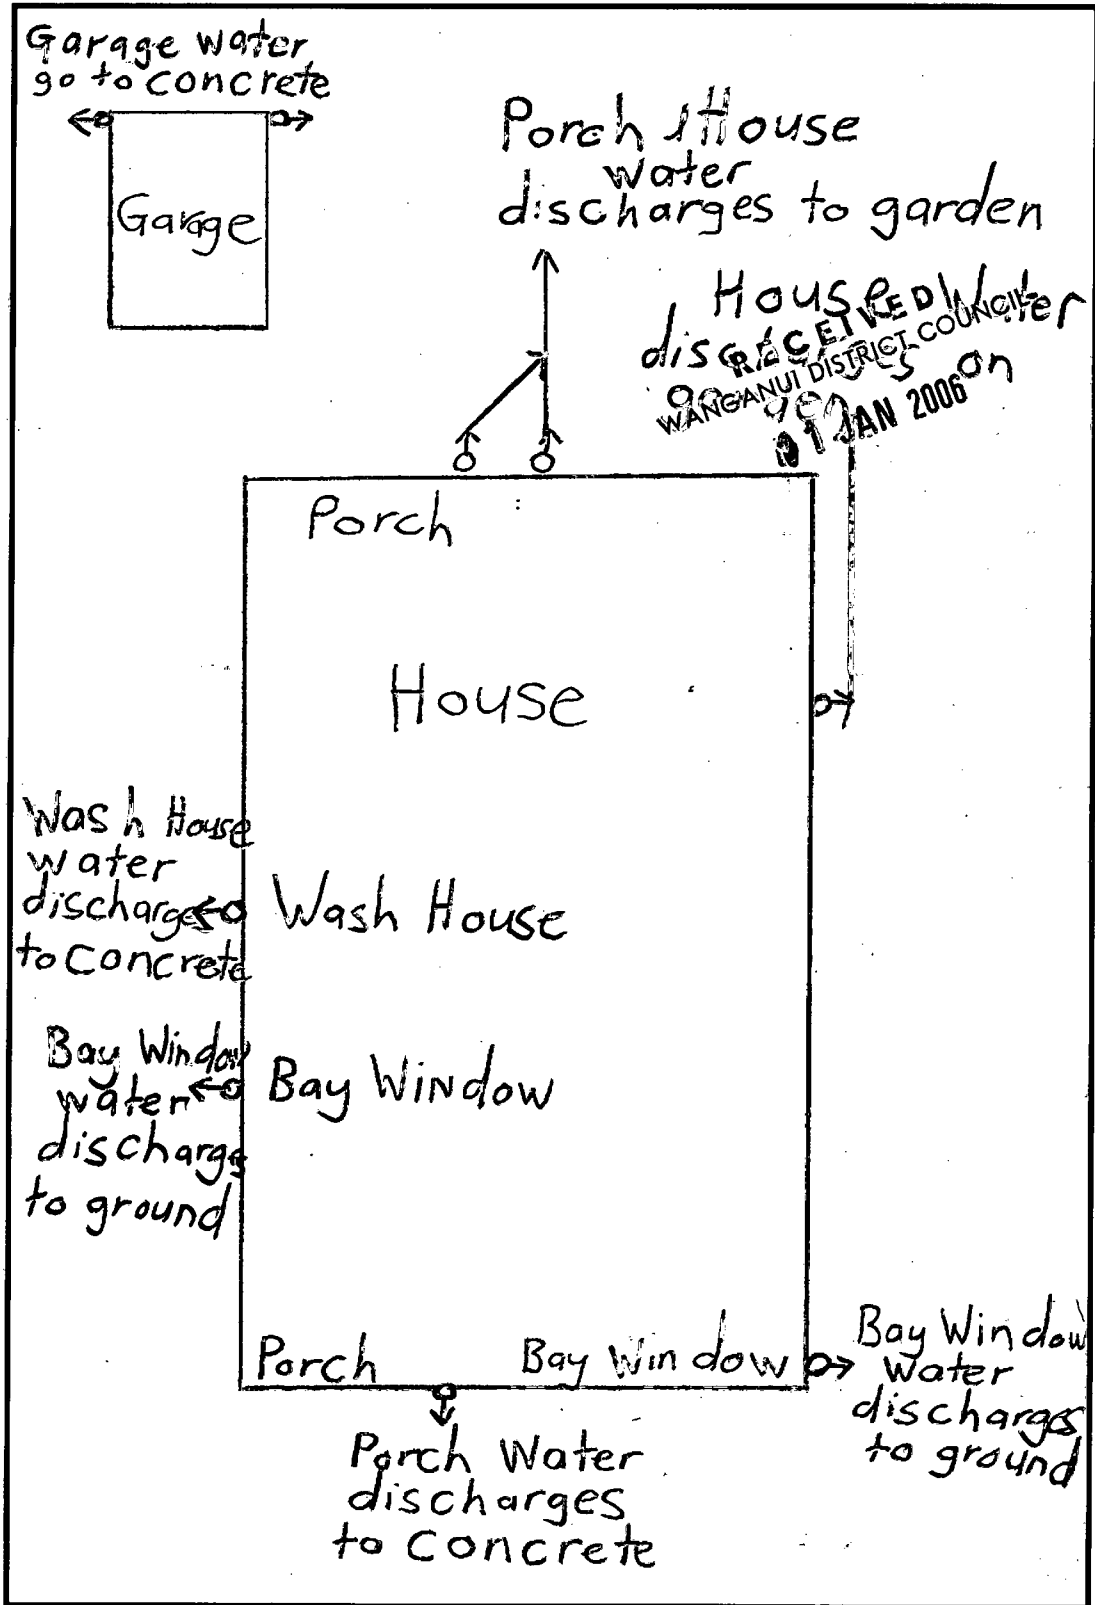 Garage water
go to concrete
Garage
Porch & House
water
discharges to garden
House Water
discharges on
RECEIVED
WANGANUI DISTRICT COUNCIL
JAN 2006
Porch
House
Wash House
water
discharges
to Concrete
Wash House
Bay Window
water
discharge
to ground
Bay Window
Porch
Bay Window
Bay Window
water
discharges
to ground
Porch Water
discharges
to Concrete